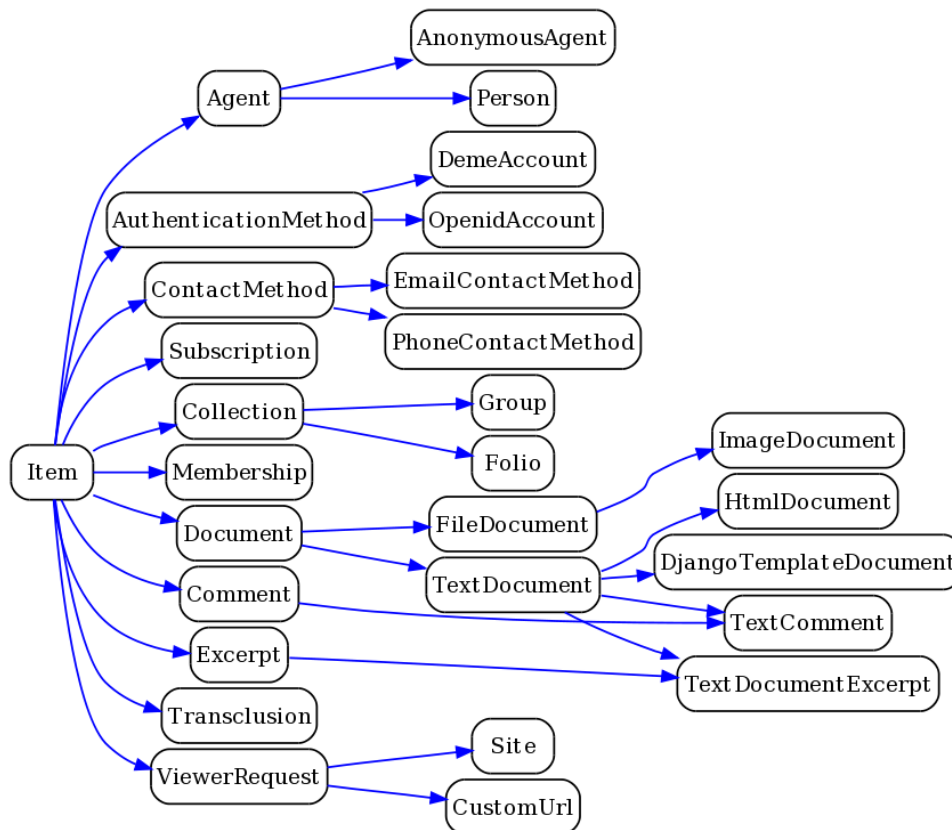 AnonymousAgent
Agent
Person
DemeAccount
AuthenticationMethod
OpenidAccount
EmailContactMethod
ContactMethod
PhoneContactMethod
Subscription
Group
Collection
ImageDocument
Folio
Item
Membership
HtmlDocument
FileDocument
Document
DjangoTemplateDocument
TextDocument
Comment
TextComment
Excerpt
TextDocumentExcerpt
Transclusion
Site
ViewerRequest
CustomUrl